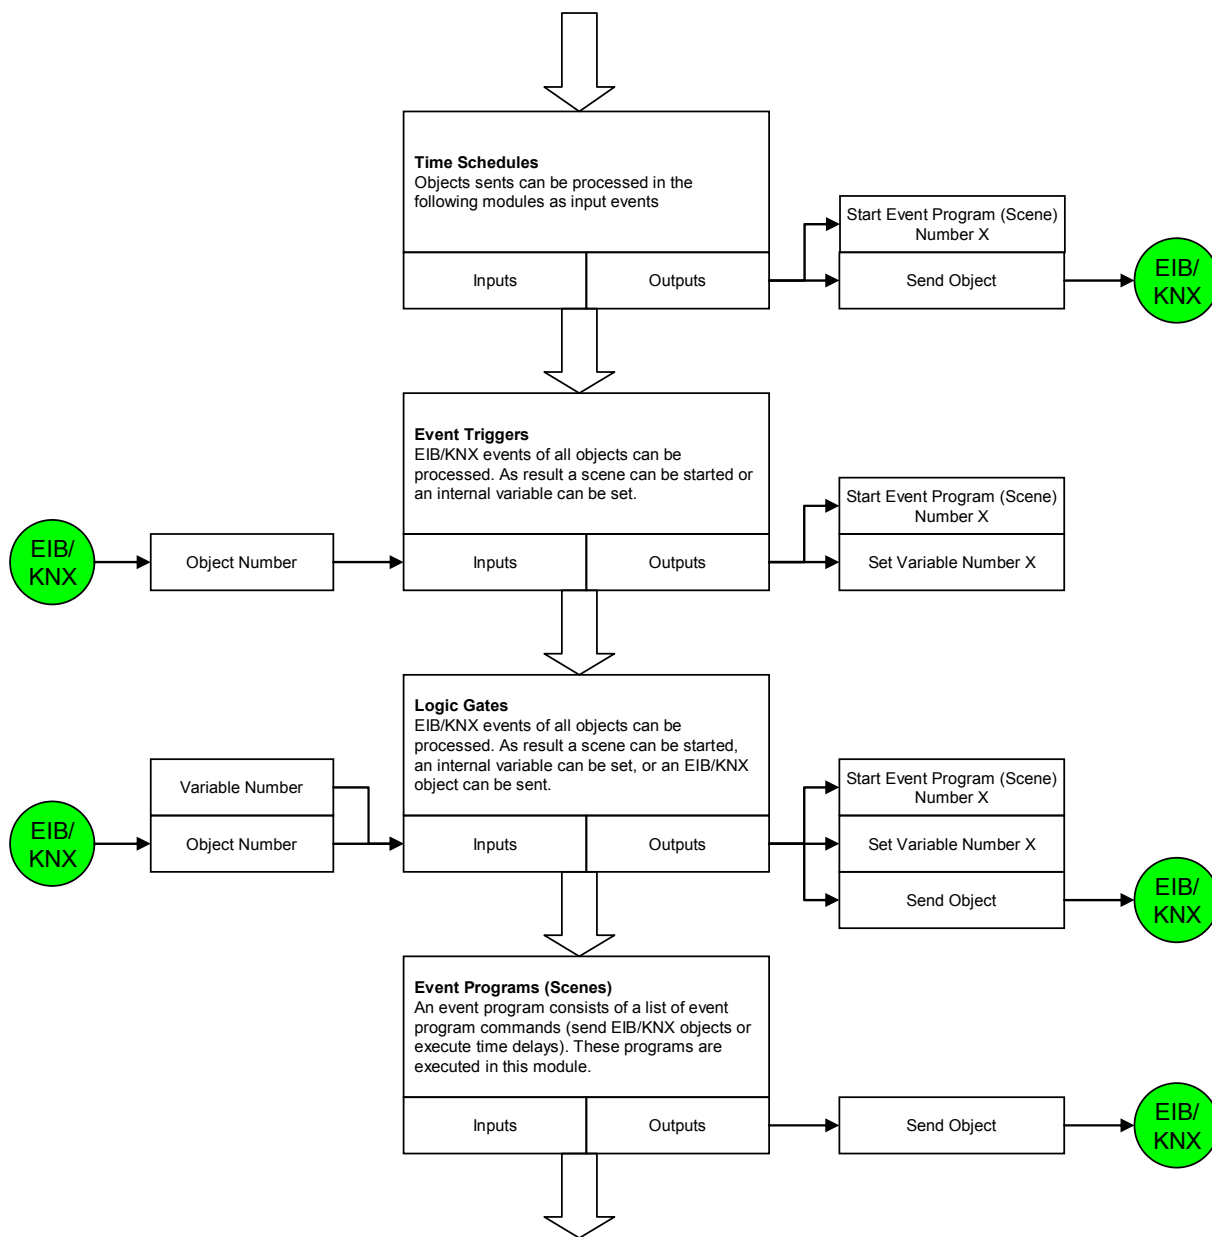 Time Schedules
Objects sents can be processed in the
following modules as input events
Start Event Program (Scene)
Number X
Inputs
Outputs
Send Object
EIB/
KNX
Event Triggers
EIB/KNX events of all objects can be
processed. As result a scene can be started or
an internal variable can be set.
Start Event Program (Scene)
Number X
EIB/
KNX
Object Number
Inputs
Outputs
Set Variable Number X
Logic Gates
EIB/KNX events of all objects can be
processed. As result a scene can be started,
an internal variable can be set, or an EIB/KNX
object can be sent.
Variable Number
Start Event Program (Scene)
Number X
EIB/
KNX
Object Number
Inputs
Outputs
Set Variable Number X
Send Object
EIB/
KNX
Event Programs (Scenes)
An event program consists of a list of event
program commands (send EIB/KNX objects or
execute time delays). These programs are
executed in this module.
Inputs
Outputs
Send Object
EIB/
KNX